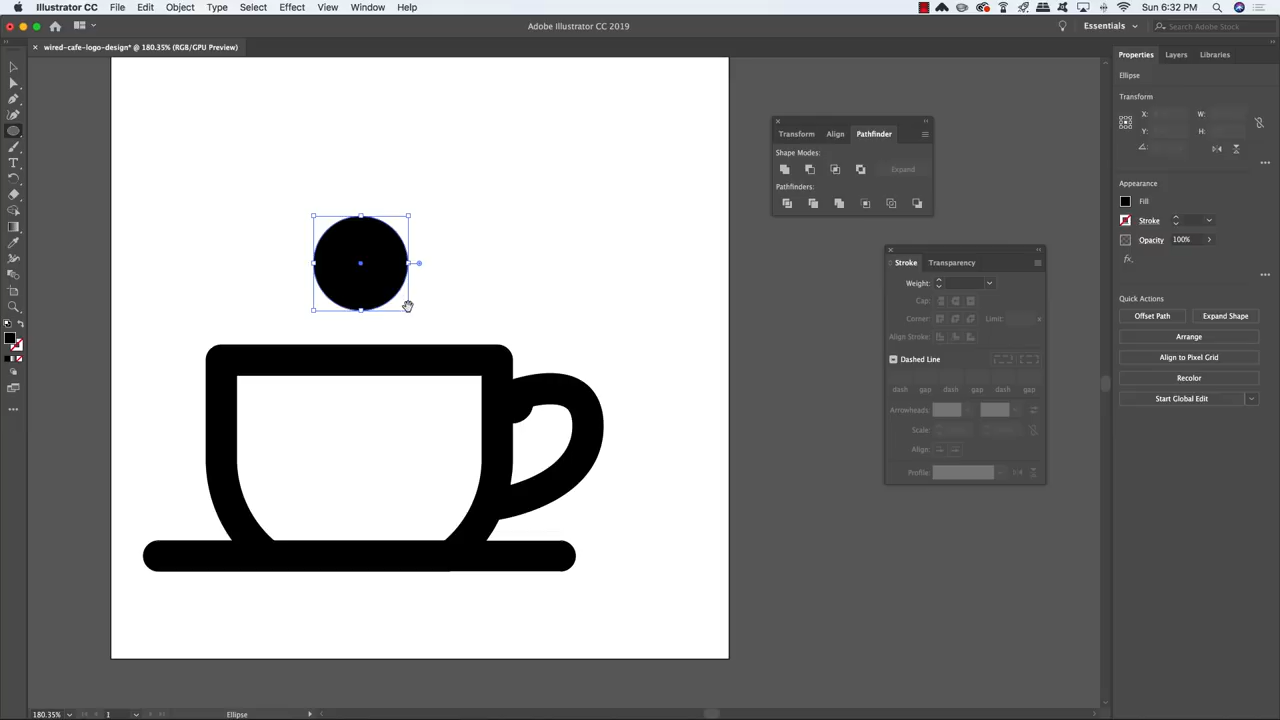 Illustrator CC File Edit Object Type Select Effect View Window Help
Sun 6:32 PM
Adobe Illustrator CC 2019
Essentials
Search Adobe Stock
wired-cafe-logo-design* @ 180.35% (RGB/GPU Preview)
Properties Layers Libraries
Ellipse
Transform
X: W:
Y: H:
Appearance
Fill
Stroke
Opacity 100%
fx.
Quick Actions
Offset Path Expand Shape
Arrange
Align to Pixel Grid
Recolor
Start Global Edit
Transform Align Pathfinder
Shape Modes:
Expand
Pathfinders:
Stroke Transparency
Weight:
Cap:
Corner: Limit: x
Align Stroke:
Dashed Line
dash gap dash gap dash gap
Arrowheads:
Scale:
Align:
Profile:
180.35% 1 Ellipse